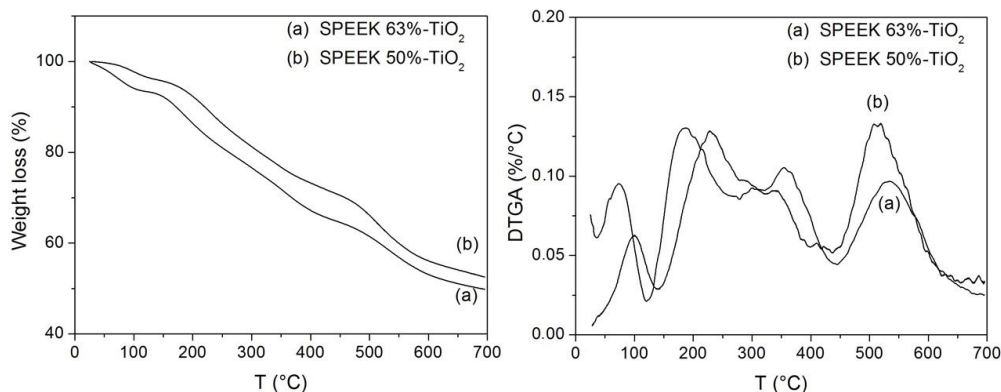 (a) SPEEK 63%-TiO₂
(b) SPEEK 50%-TiO₂
100
80
60
40
Weight loss (%)
(b)
(a)
0 100 200 300 400 500 600 700
T (°C)
(a) SPEEK 63%-TiO₂
(b) SPEEK 50%-TiO₂
0.20
0.15
0.10
0.05
0.00
DTGA (%/°C)
(b)
(a)
0 100 200 300 400 500 600 700
T (°C)